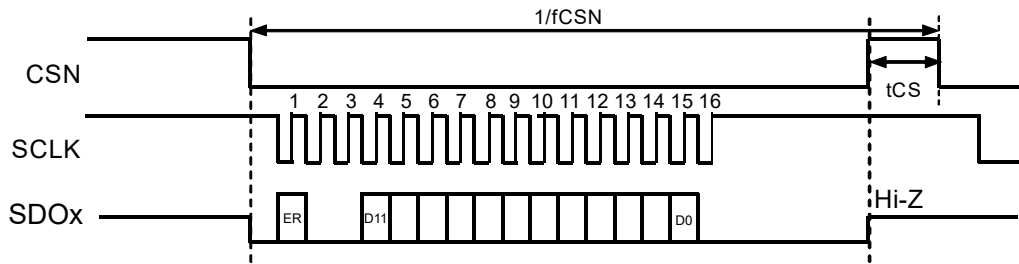 1/fCSN
CSN
tCS
1 2 3 4 5 6 7 8 9 10 11 12 13 14 15 16
SCLK
Hi-Z
SDOx
ER D11 D0